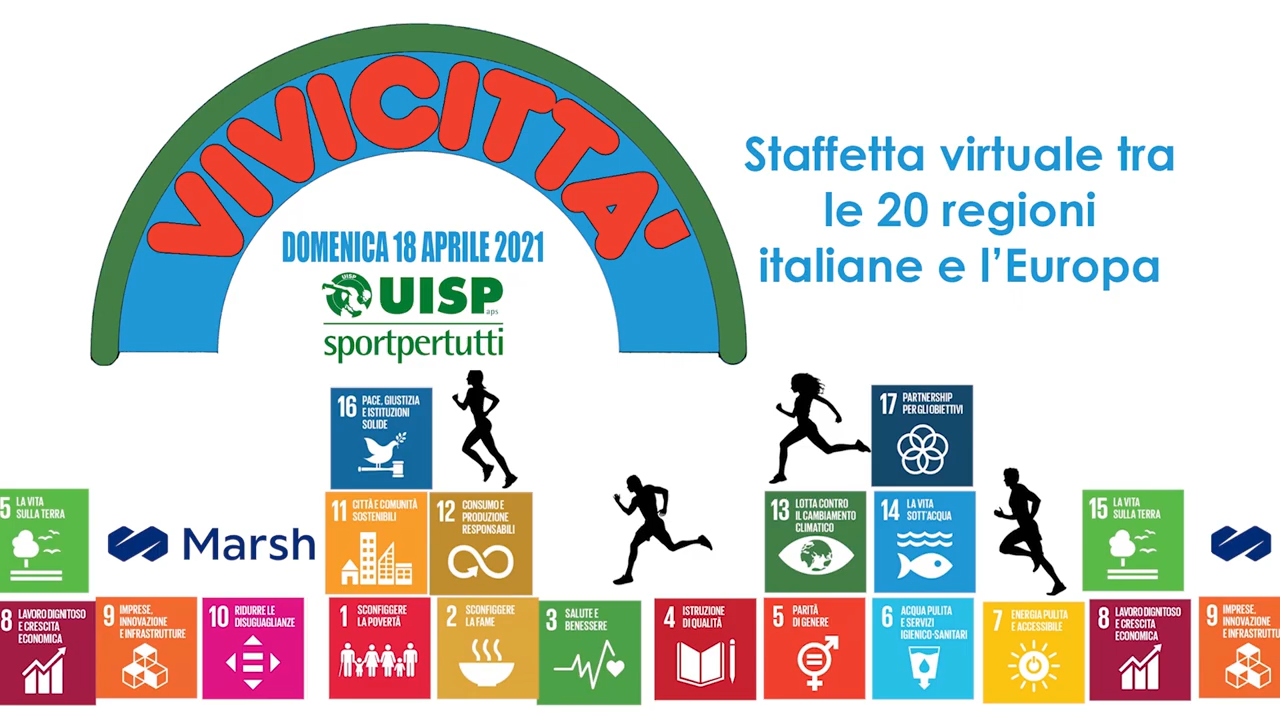 VIVICITTA'
DOMENICA 18 APRILE 2021
UISP
UISP
aps
sportpertutti
Staffetta virtuale tra
le 20 regioni
italiane e l'Europa
16 PACE, GIUSTIZIA
E ISTITUZIONI
SOLIDE
17 PARTNERSHIP
PER GLI OBIETTIVI
5 LA VITA
SULLA TERRA
Marsh
11 CITTÀ E COMUNITÀ
SOSTENIBILI
12 CONSUMO E
PRODUZIONE
RESPONSABILI
13 LOTTA CONTRO
IL CAMBIAMENTO
CLIMATICO
14 LA VITA
SOTT'ACQUA
15 LA VITA
SULLA TERRA
8 LAVORO DIGNITOSO
E CRESCITA
ECONOMICA
9 IMPRESE,
INNOVAZIONE
E INFRASTRUTTURE
10 RIDURRE LE
DISUGUAGLIANZE
1 SCONFIGGERE
LA POVERTÀ
2 SCONFIGGERE
LA FAME
3 SALUTE E
BENESSERE
4 ISTRUZIONE
DI QUALITÀ
5 PARITÀ
DI GENERE
6 ACQUA PULITA
E SERVIZI
IGIENICO-SANITARI
7 ENERGIA PULITA
E ACCESSIBILE
8 LAVORO DIGNITOSO
E CRESCITA
ECONOMICA
9 IMPRESE,
INNOVAZIONE
E INFRASTRUTTU